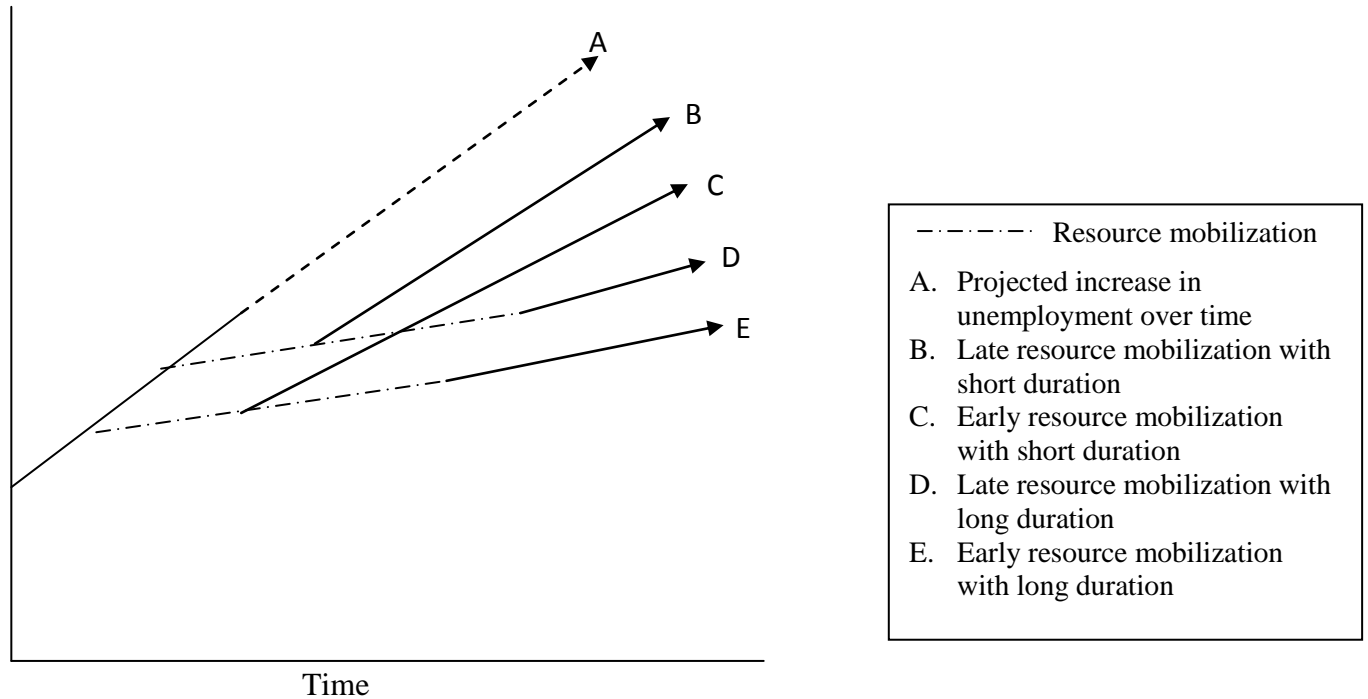 A
B
C
D
E
Time
Resource mobilization
A. Projected increase in
unemployment over time
B. Late resource mobilization with
short duration
C. Early resource mobilization
with short duration
D. Late resource mobilization with
long duration
E. Early resource mobilization
with long duration